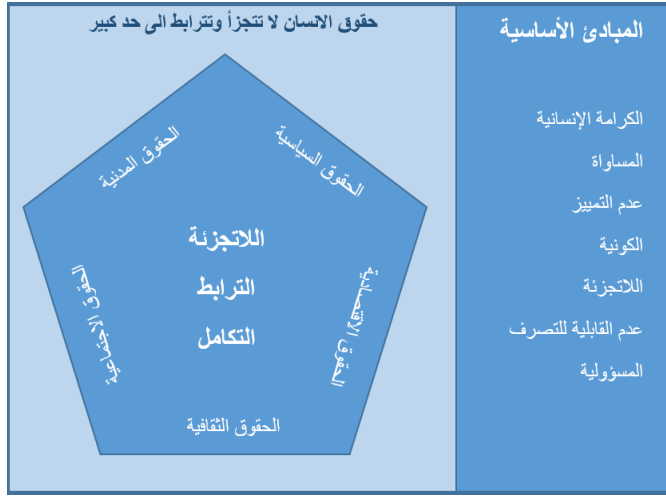 حقوق الانسان لا تتجزأ وتترابط الى حد كبير
الحقوق المدنية
الحقوق السياسية
اللاتجزئة
الترابط
التكامل
الحقوق الاجتماعية
الحقوق الاقتصادية
الحقوق الثقافية
المبادئ الأساسية
الكرامة الإنسانية
المساواة
عدم التمييز
الكونية
اللاتجزئة
عدم القابلية للتصرف
المسؤولية